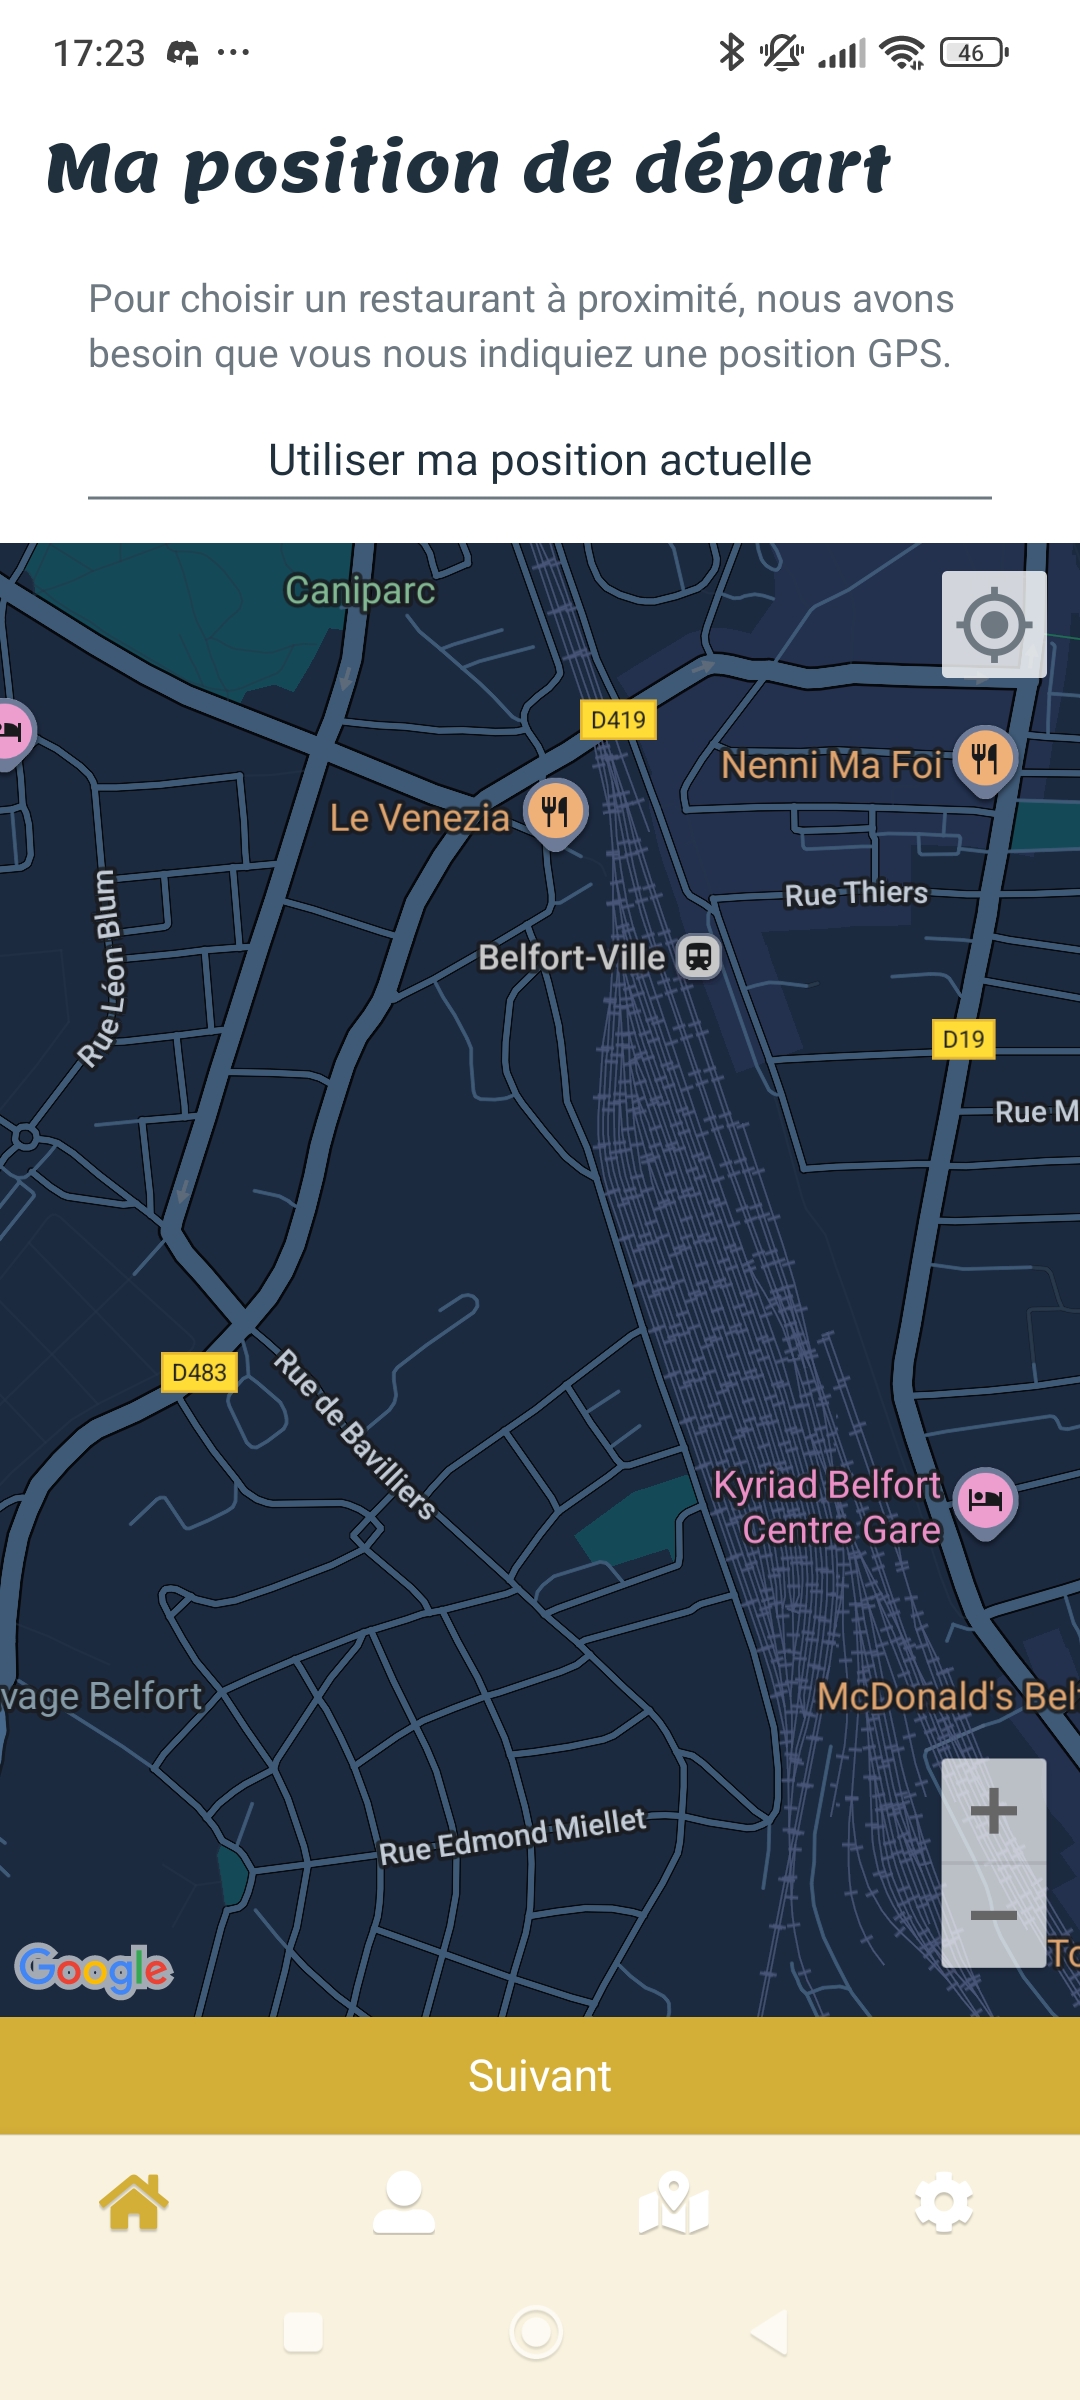 17:23
46
Ma position de départ
Pour choisir un restaurant à proximité, nous avons
besoin que vous nous indiquiez une position GPS.
Utiliser ma position actuelle
Caniparc
D419
Nenni Ma Foi
Le Venezia
Rue Thiers
Rue Léon Blum
Belfort-Ville
D19
Rue M
D483
Rue de Bavilliers
Kyriad Belfort
Centre Gare
vage Belfort
McDonald's Bel
Rue Edmond Miellet
To
Google
Suivant